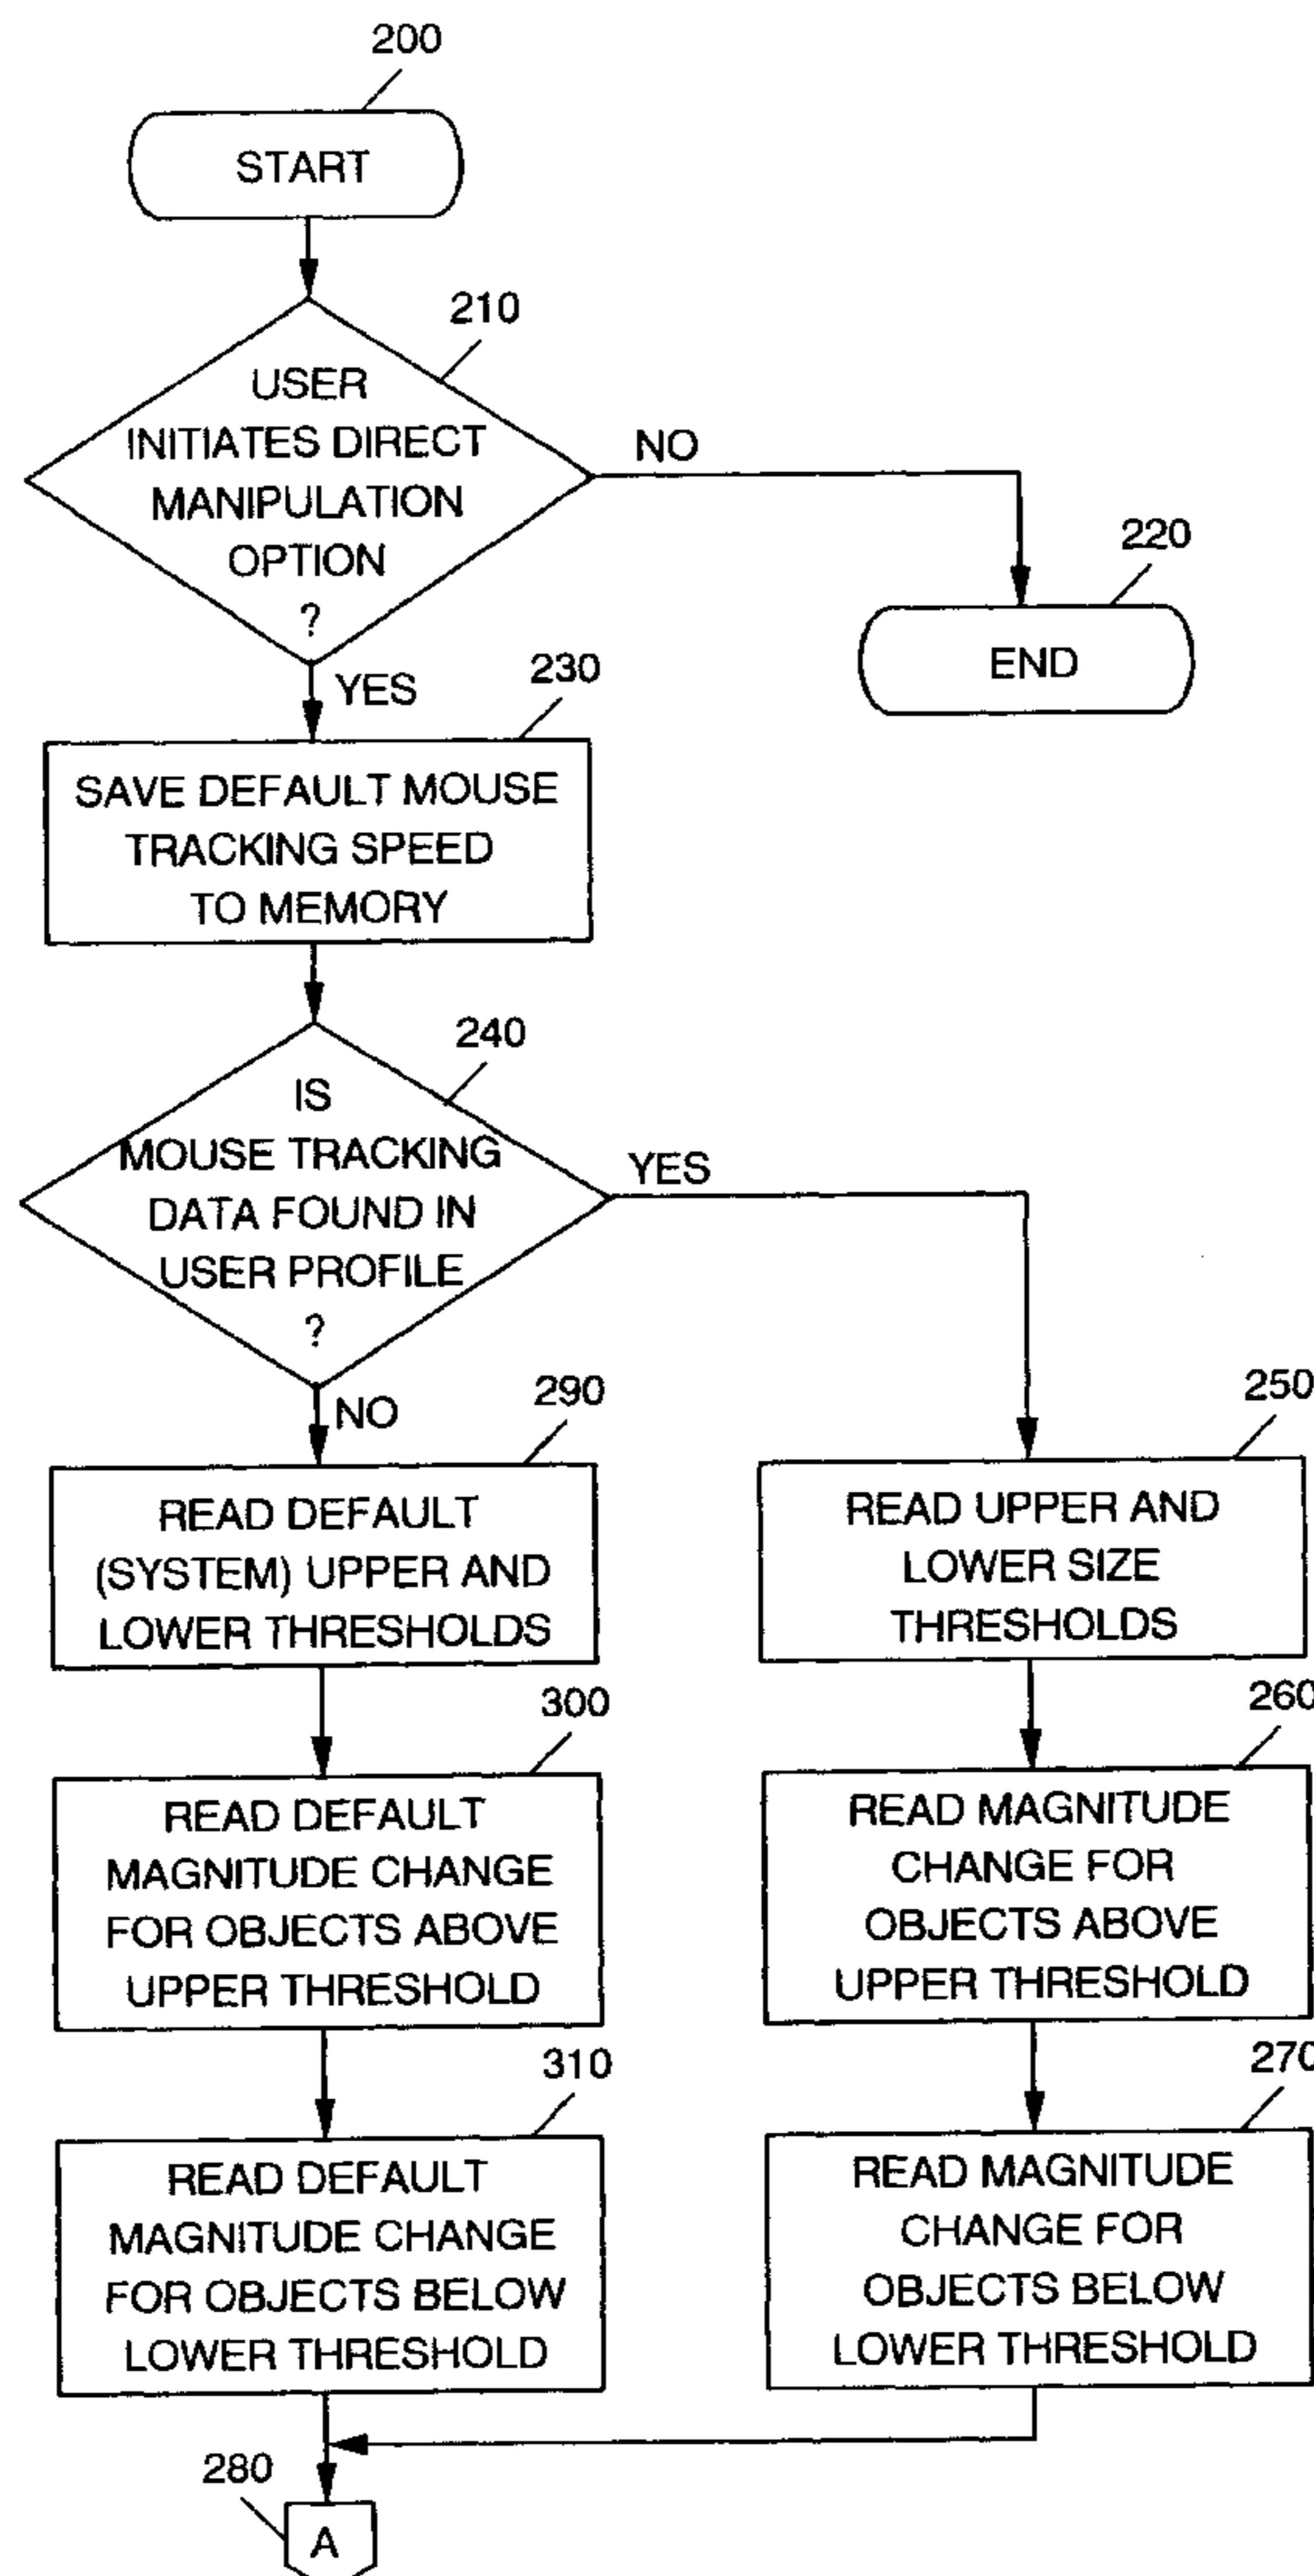 200
START
210
USER
INITIATES DIRECT
MANIPULATION
OPTION
?
NO
220
END
YES
230
SAVE DEFAULT MOUSE
TRACKING SPEED
TO MEMORY
240
IS
MOUSE TRACKING
DATA FOUND IN
USER PROFILE
?
YES
NO
290
READ DEFAULT
(SYSTEM) UPPER AND
LOWER THRESHOLDS
250
READ UPPER AND
LOWER SIZE
THRESHOLDS
300
READ DEFAULT
MAGNITUDE CHANGE
FOR OBJECTS ABOVE
UPPER THRESHOLD
260
READ MAGNITUDE
CHANGE FOR
OBJECTS ABOVE
UPPER THRESHOLD
310
READ DEFAULT
MAGNITUDE CHANGE
FOR OBJECTS BELOW
LOWER THRESHOLD
270
READ MAGNITUDE
CHANGE FOR
OBJECTS BELOW
LOWER THRESHOLD
280
A